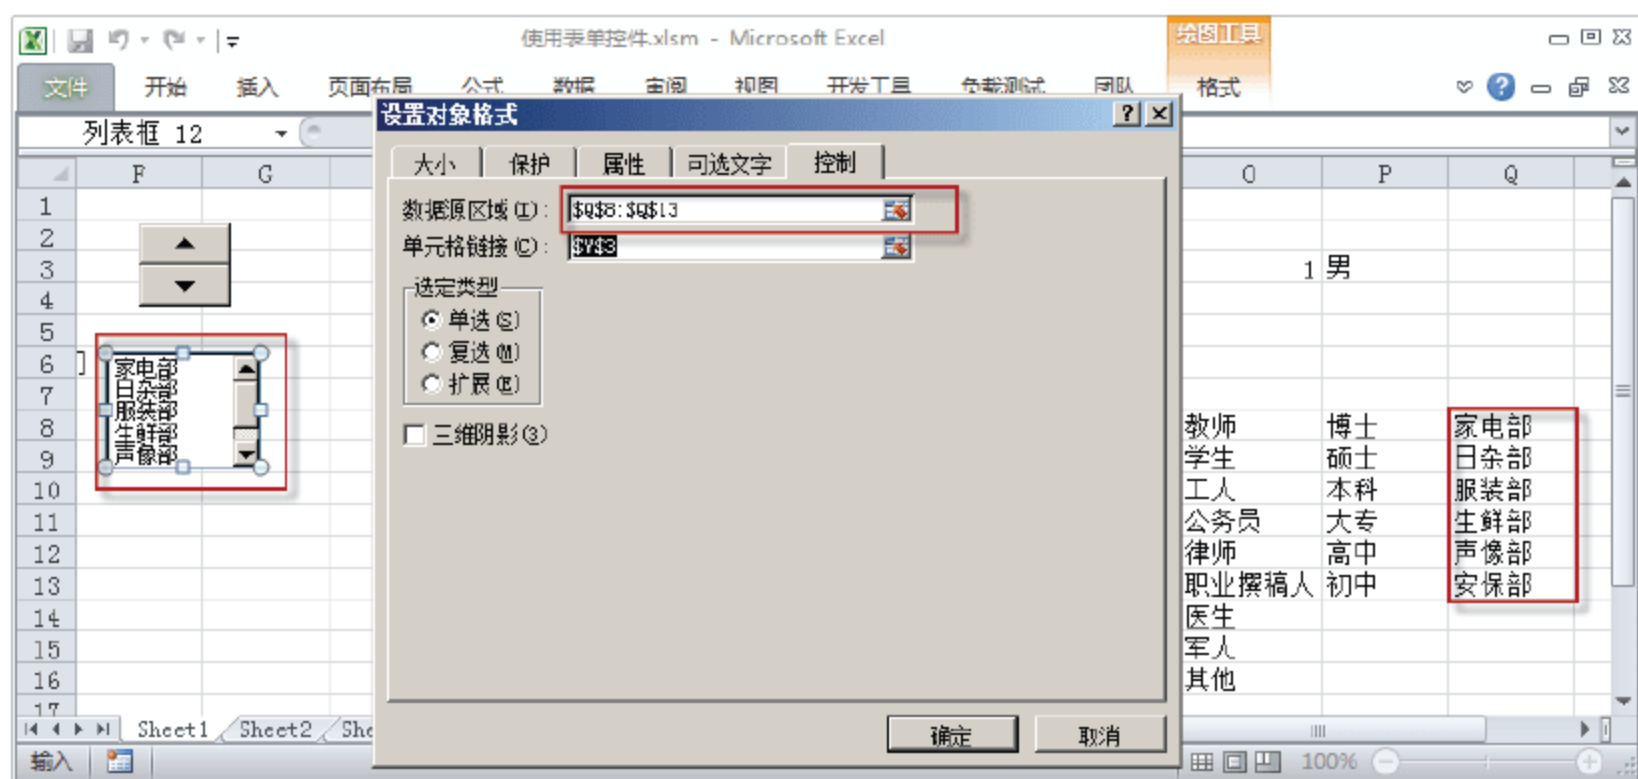 使用表单控件.xlsm - Microsoft Excel
绘图工具
文件 开始 插入 页面布局 公式 数据 审阅 视图 开发工具 负载测试 团队 格式
列表框 12
设置对象格式
大小 保护 属性 可选文字 控制
数据源区域(I): $Q$8:$Q$13
单元格链接(C): $Y$3
选定类型
单选(S)
复选(M)
扩展(E)
三维阴影(3)
确定 取消
F G O P Q
1
2
3 1 男
4
5
6
7
8 教师 博士 家电部
9 学生 硕士 日杂部
10 工人 本科 服装部
11 公务员 大专 生鲜部
12 律师 高中 声像部
13 职业撰稿人 初中 安保部
14 医生
15 军人
16 其他
17
家电部
日杂部
服装部
生鲜部
声像部
Sheet1 Sheet2 She
输入 100%